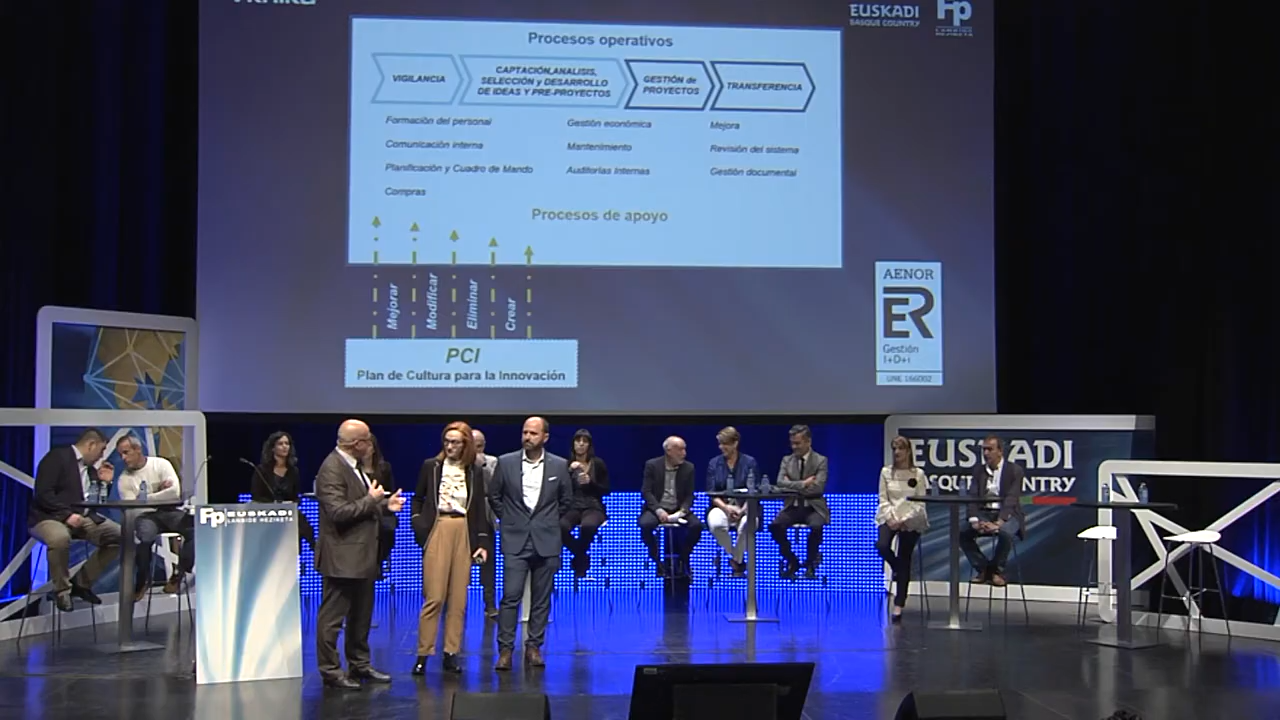 EUSKADI
BASQUE COUNTRY
Fp
Procesos operativos
VIGILANCIA
CAPTACIÓN,ANALISIS,
SELECCIÓN y DESARROLLO
DE IDEAS Y PRE-PROYECTOS
GESTIÓN de
PROYECTOS
TRANSFERENCIA
Formación del personal
Gestión económica
Mejora
Comunicación interna
Mantenimiento
Revisión del sistema
Planificación y Cuadro de Mando
Auditorías Internas
Gestión documental
Compras
Procesos de apoyo
Mejorar
Modificar
Eliminar
Crear
PCI
Plan de Cultura para la Innovación
AENOR
ER
Gestión
I+D+i
UNE 166002
EUSKADI
BASQUE COUNTRY
Fp
EUSKADI
LANBIDE HEZIKETA